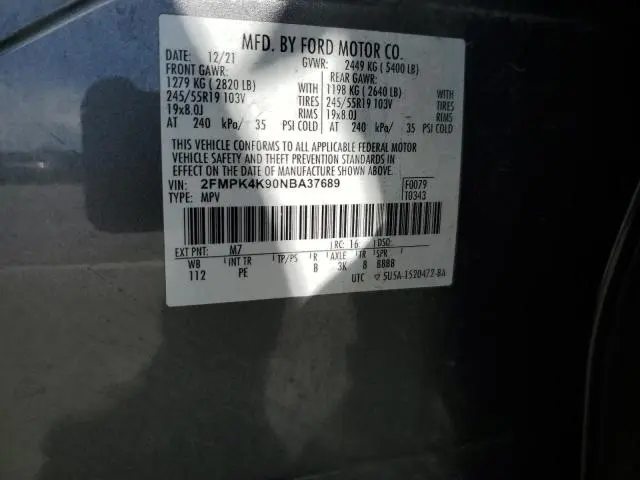 MFD. BY FORD MOTOR CO.
DATE: 12/21 GVWR: 2449 KG ( 5400 LB)
FRONT GAWR: REAR GAWR:
1279 KG ( 2820 LB) WITH 1198 KG ( 2640 LB) WITH
245/55R19 103V TIRES 245/55R19 103V TIRES
19x8.0J RIMS 19x8.0J RIMS
AT 240 kPa/ 35 PSI COLD AT 240 kPa/ 35 PSI COLD
THIS VEHICLE CONFORMS TO ALL APPLICABLE FEDERAL MOTOR
VEHICLE SAFETY AND THEFT PREVENTION STANDARDS IN
EFFECT ON THE DATE OF MANUFACTURE SHOWN ABOVE.
VIN: 2FMPK4K90NBA37689 F0079
TYPE: MPV T0343
EXT PNT: M7 RC: 16 DSO:
WB INT TR TP/PS R AXLE TR SPR
112 PE B 3K 8 8888
UTC 5U5A-1520472-BA